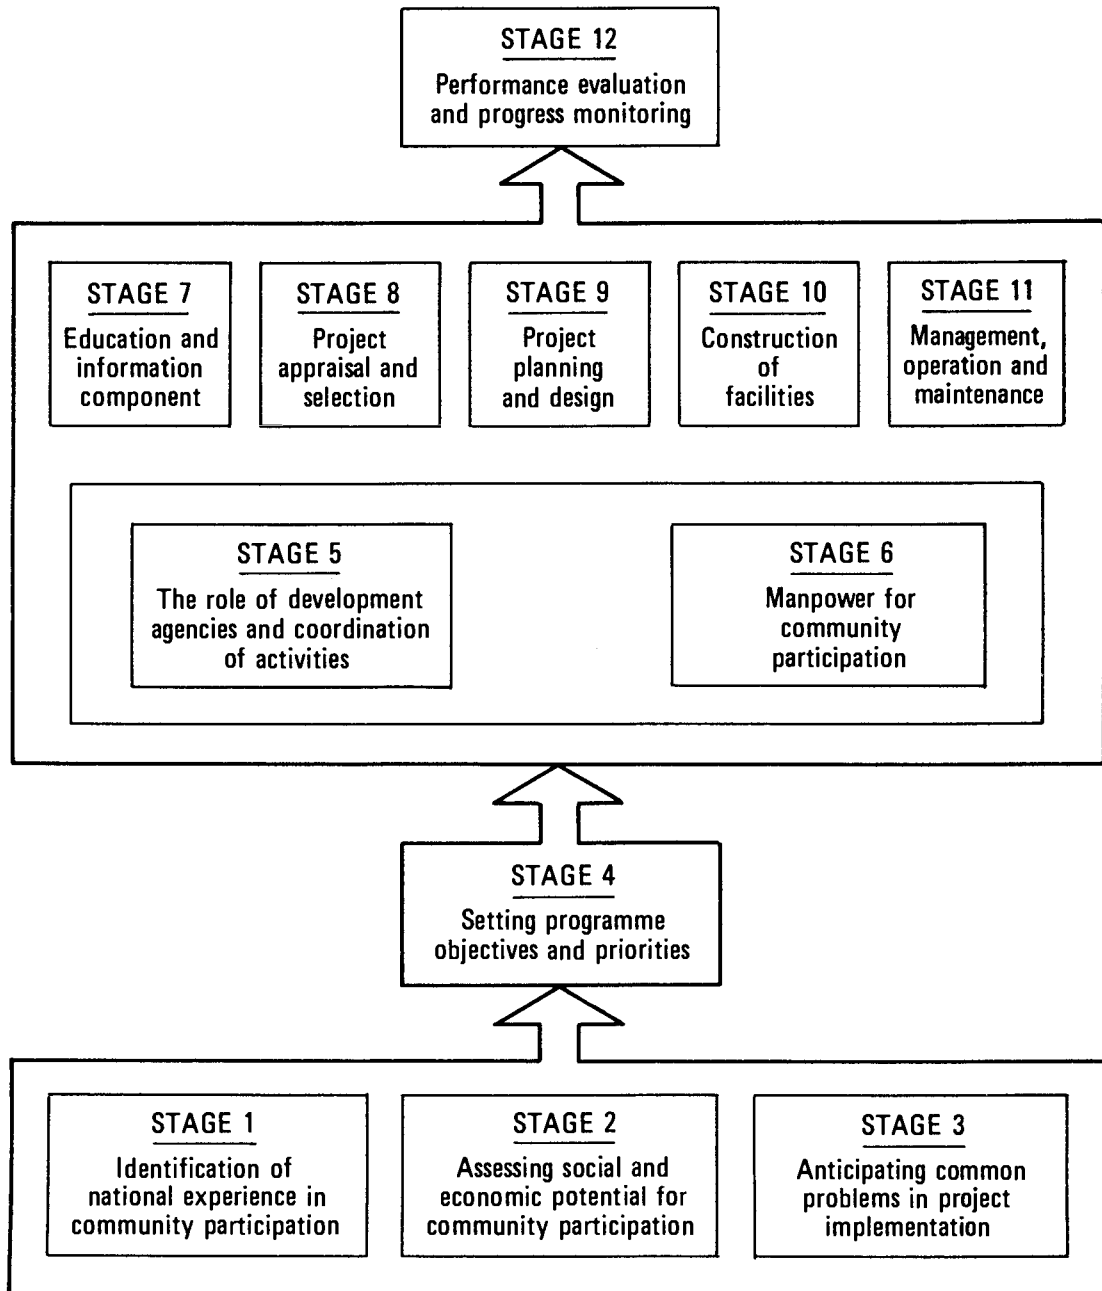 STAGE 12
Performance evaluation
and progress monitoring
STAGE 7
Education and
information
component
STAGE 8
Project
appraisal and
selection
STAGE 9
Project
planning
and design
STAGE 10
Construction
of
facilities
STAGE 11
Management,
operation and
maintenance
STAGE 5
The role of development
agencies and coordination
of activities
STAGE 6
Manpower for
community
participation
STAGE 4
Setting programme
objectives and priorities
STAGE 1
Identification of
national experience in
community participation
STAGE 2
Assessing social and
economic potential for
community participation
STAGE 3
Anticipating common
problems in project
implementation